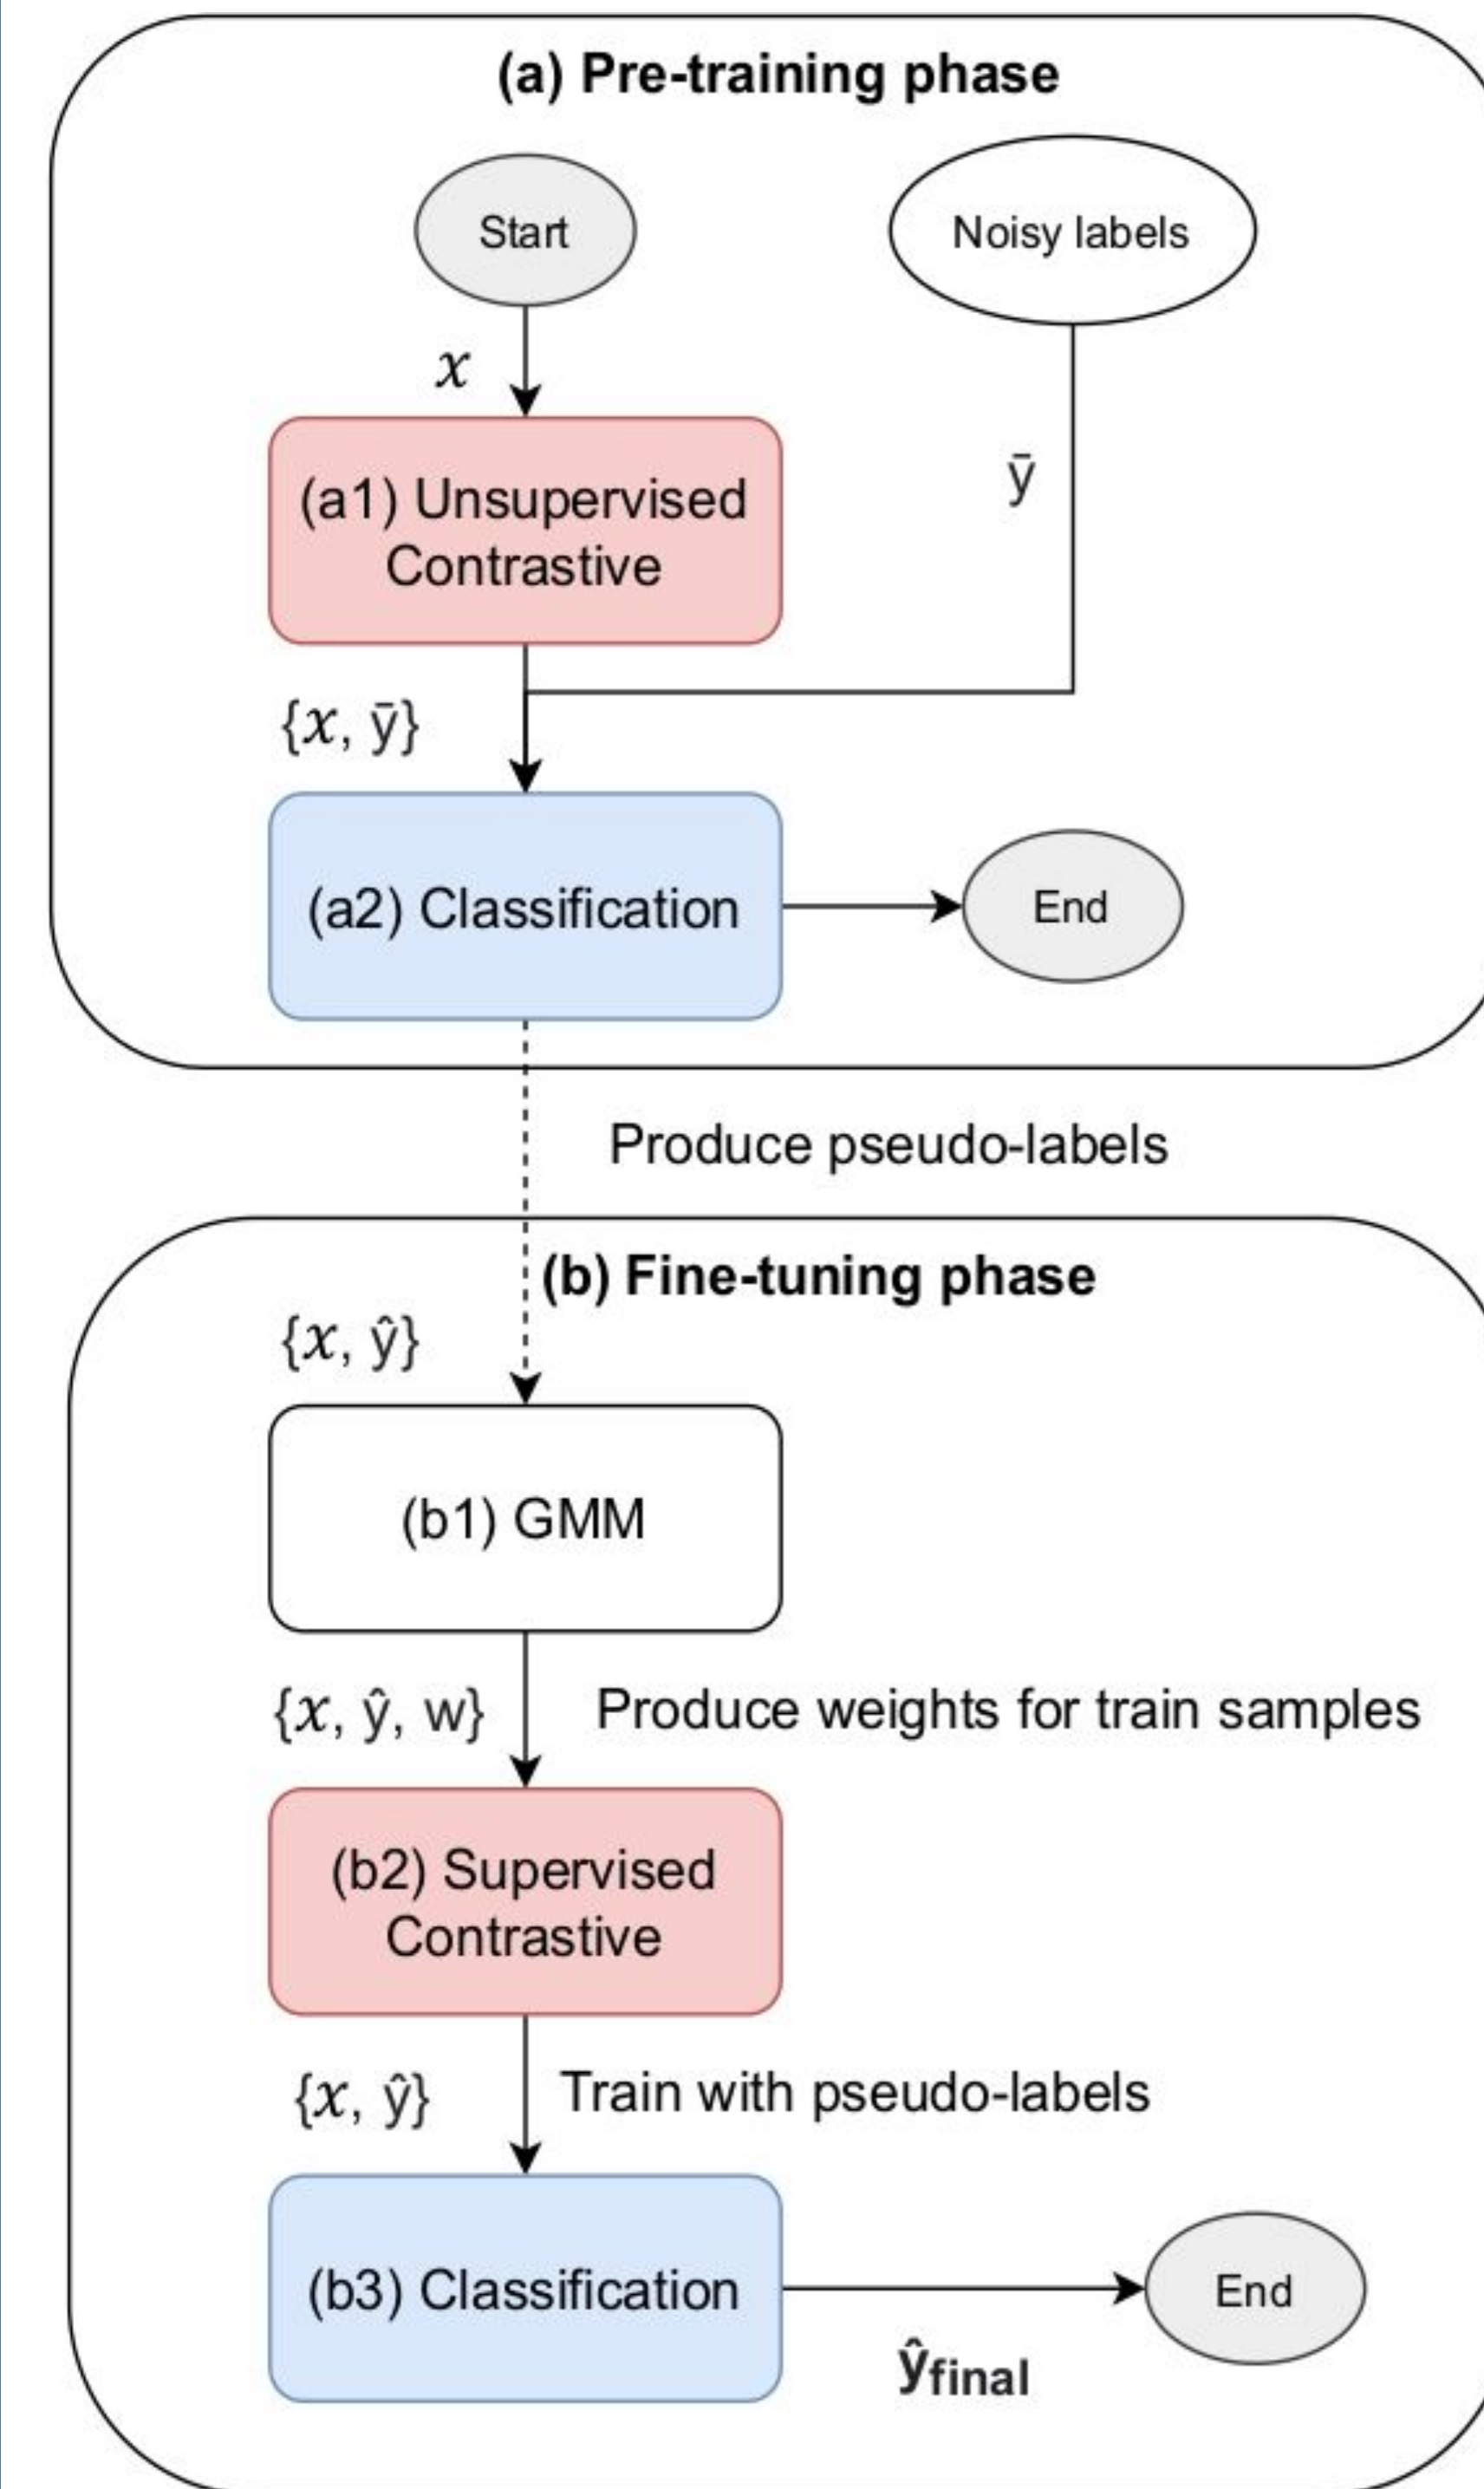 (a) Pre-training phase
Start
Noisy labels
x
ȳ
(a1) Unsupervised
Contrastive
{x, ȳ}
(a2) Classification
End
Produce pseudo-labels
(b) Fine-tuning phase
{x, ŷ}
(b1) GMM
{x, ŷ, w}
Produce weights for train samples
(b2) Supervised
Contrastive
{x, ŷ}
Train with pseudo-labels
(b3) Classification
End
ŷfinal